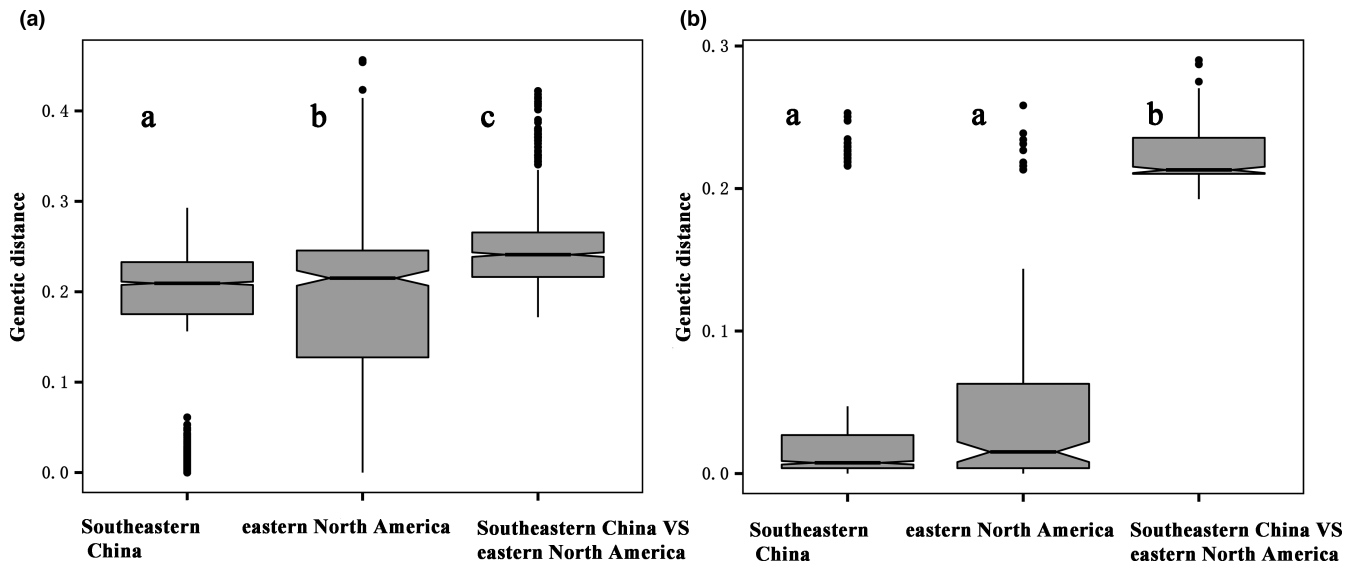 (a)
Genetic distance
0.4
0.3
0.2
0.1
0.0
a
b
c
Southeastern
China
eastern North America
Southeastern China VS
eastern North America
(b)
Genetic distance
0.3
0.2
0.1
0.0
a
a
b
Southeastern
China
eastern North America
Southeastern China VS
eastern North America